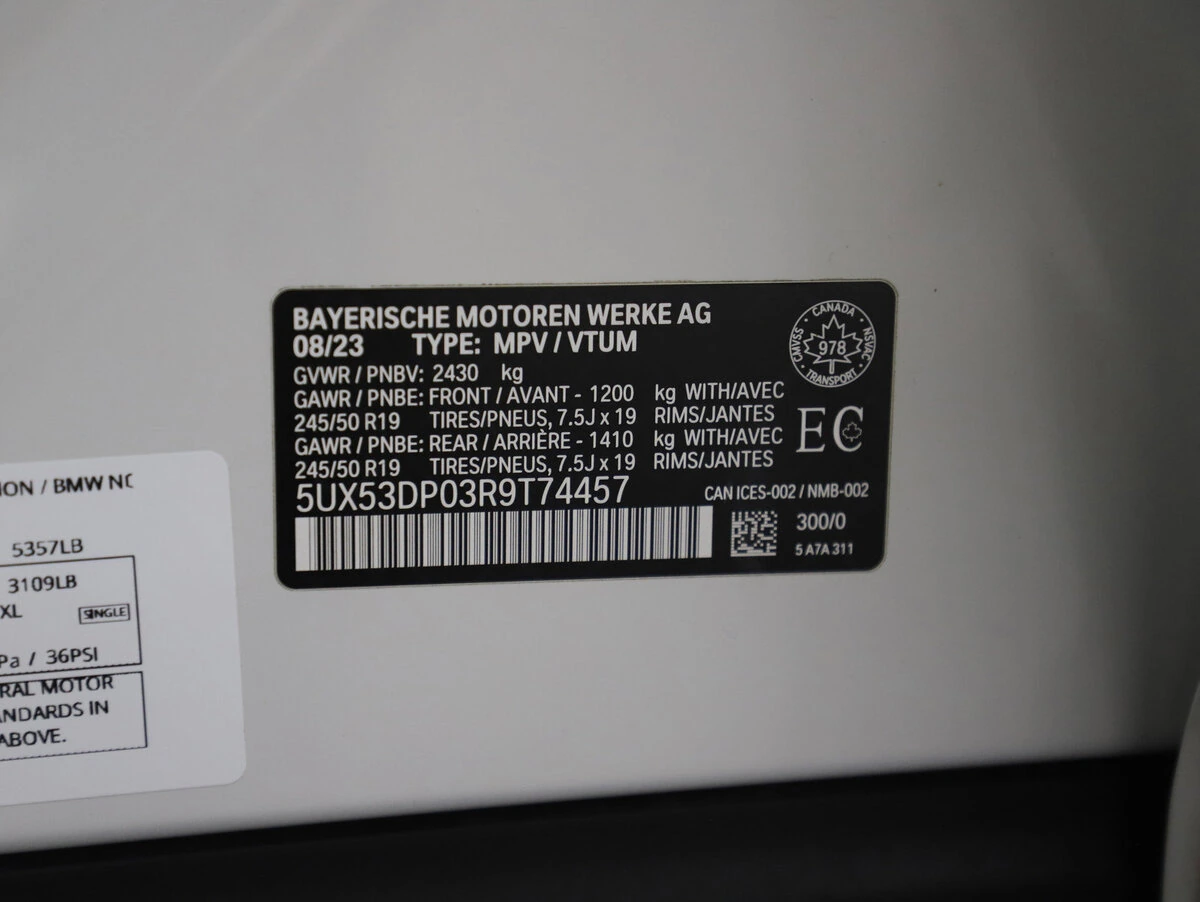 BAYERISCHE MOTOREN WERKE AG
08/23 TYPE: MPV / VTUM
GVWR / PNBV: 2430 kg
GAWR / PNBE: FRONT / AVANT - 1200 kg WITH/AVEC
245/50 R19 TIRES/PNEUS, 7.5J x 19 RIMS/JANTES
GAWR / PNBE: REAR / ARRIÈRE - 1410 kg WITH/AVEC
245/50 R19 TIRES/PNEUS, 7.5J x 19 RIMS/JANTES
5UX53DP03R9T74457
CAN ICES-002 / NMB-002
300/0
5 A7A 311
CANADA
CMVSS
978
NSVAC
TRANSPORT
EC
ION / BMW NC
5357LB
3109LB
XL SINGLE
Pa / 36PSI
RAL MOTOR
ANDARDS IN
ABOVE.